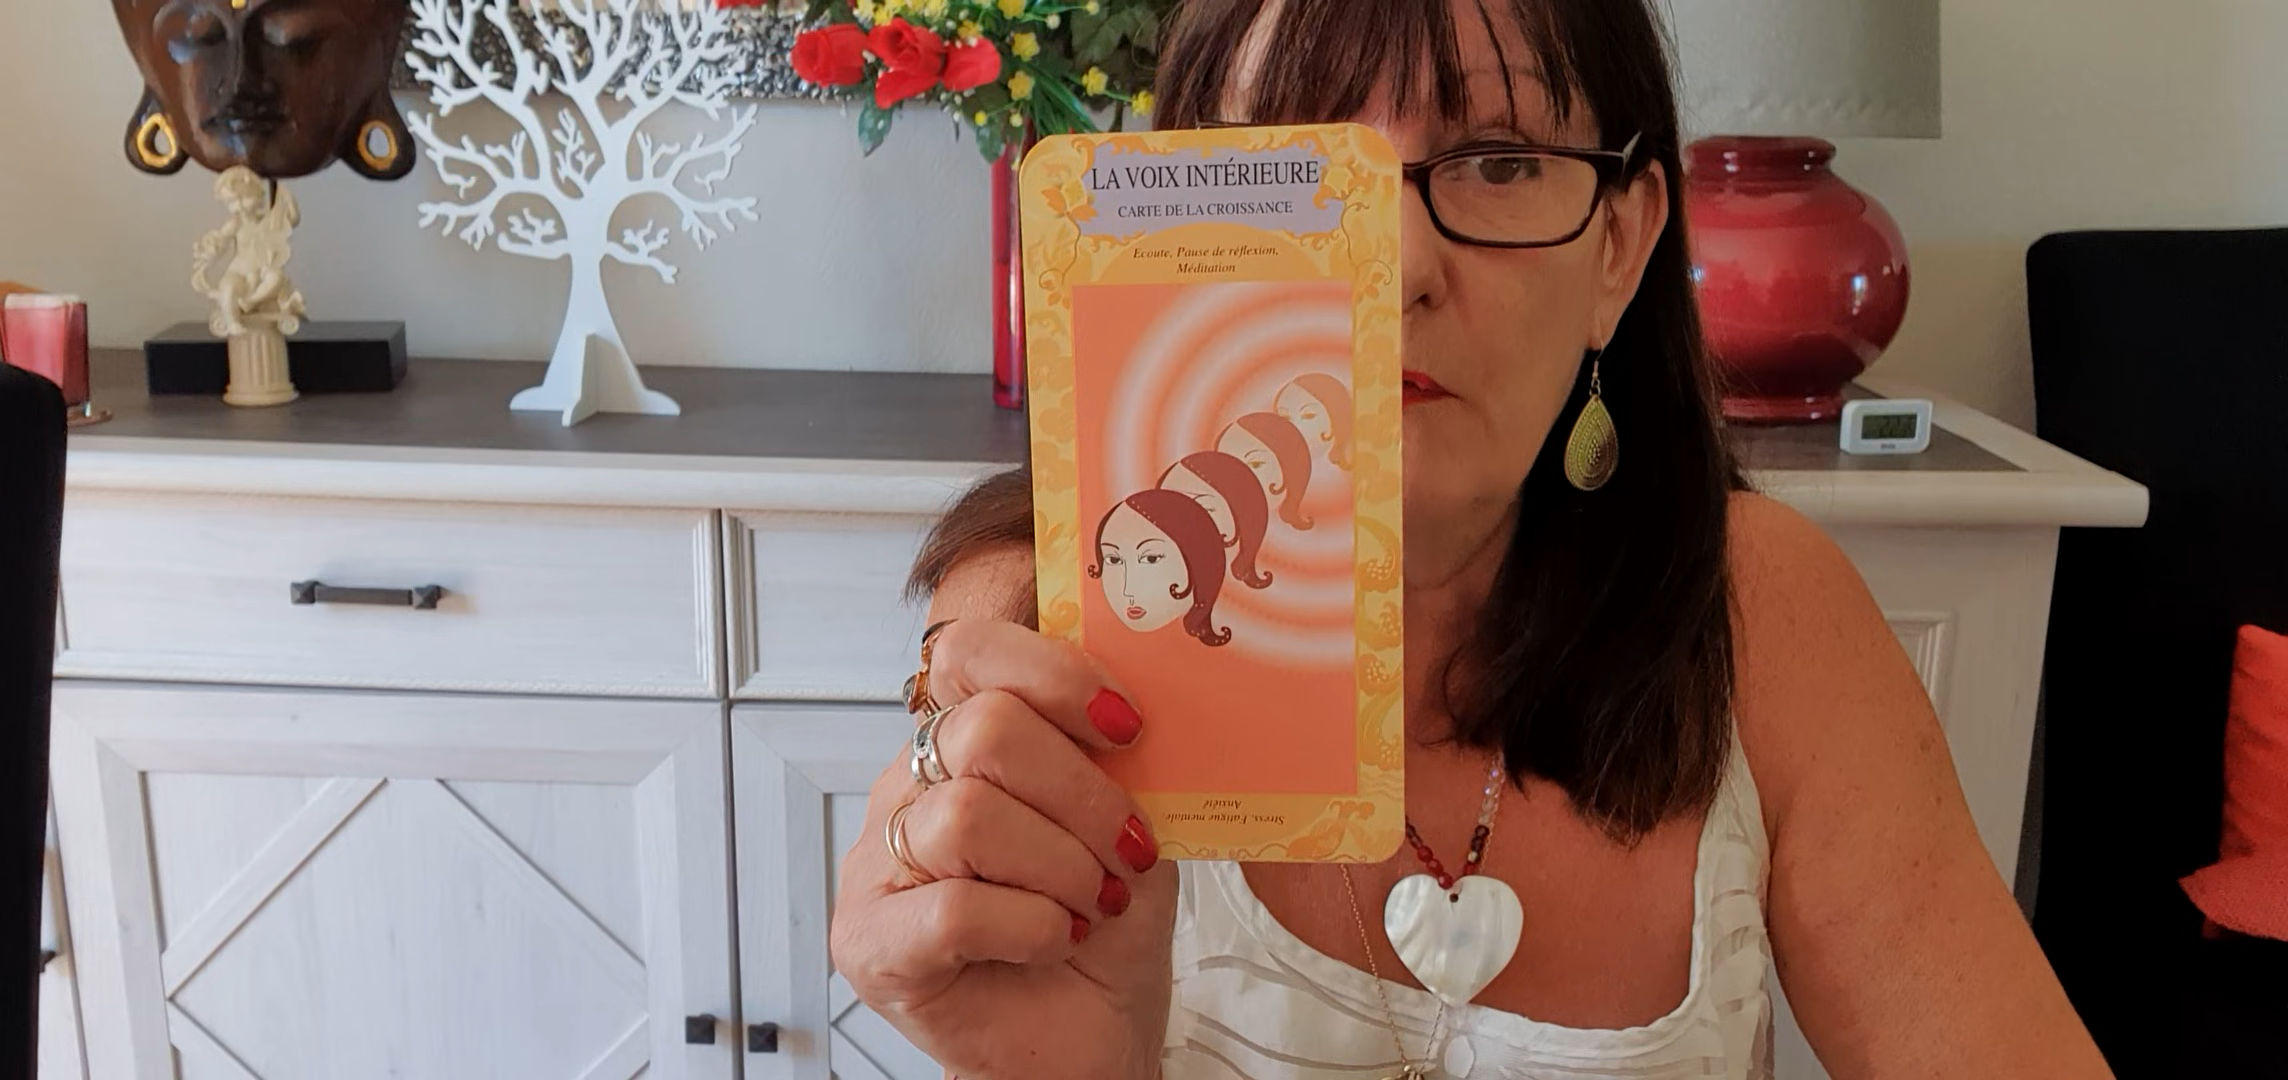 LA VOIX INTÉRIEURE
CARTE DE LA CROISSANCE
Ecoute, Pause de réflexion,
Méditation
Stress, Fatigue mentale,
Anxiété